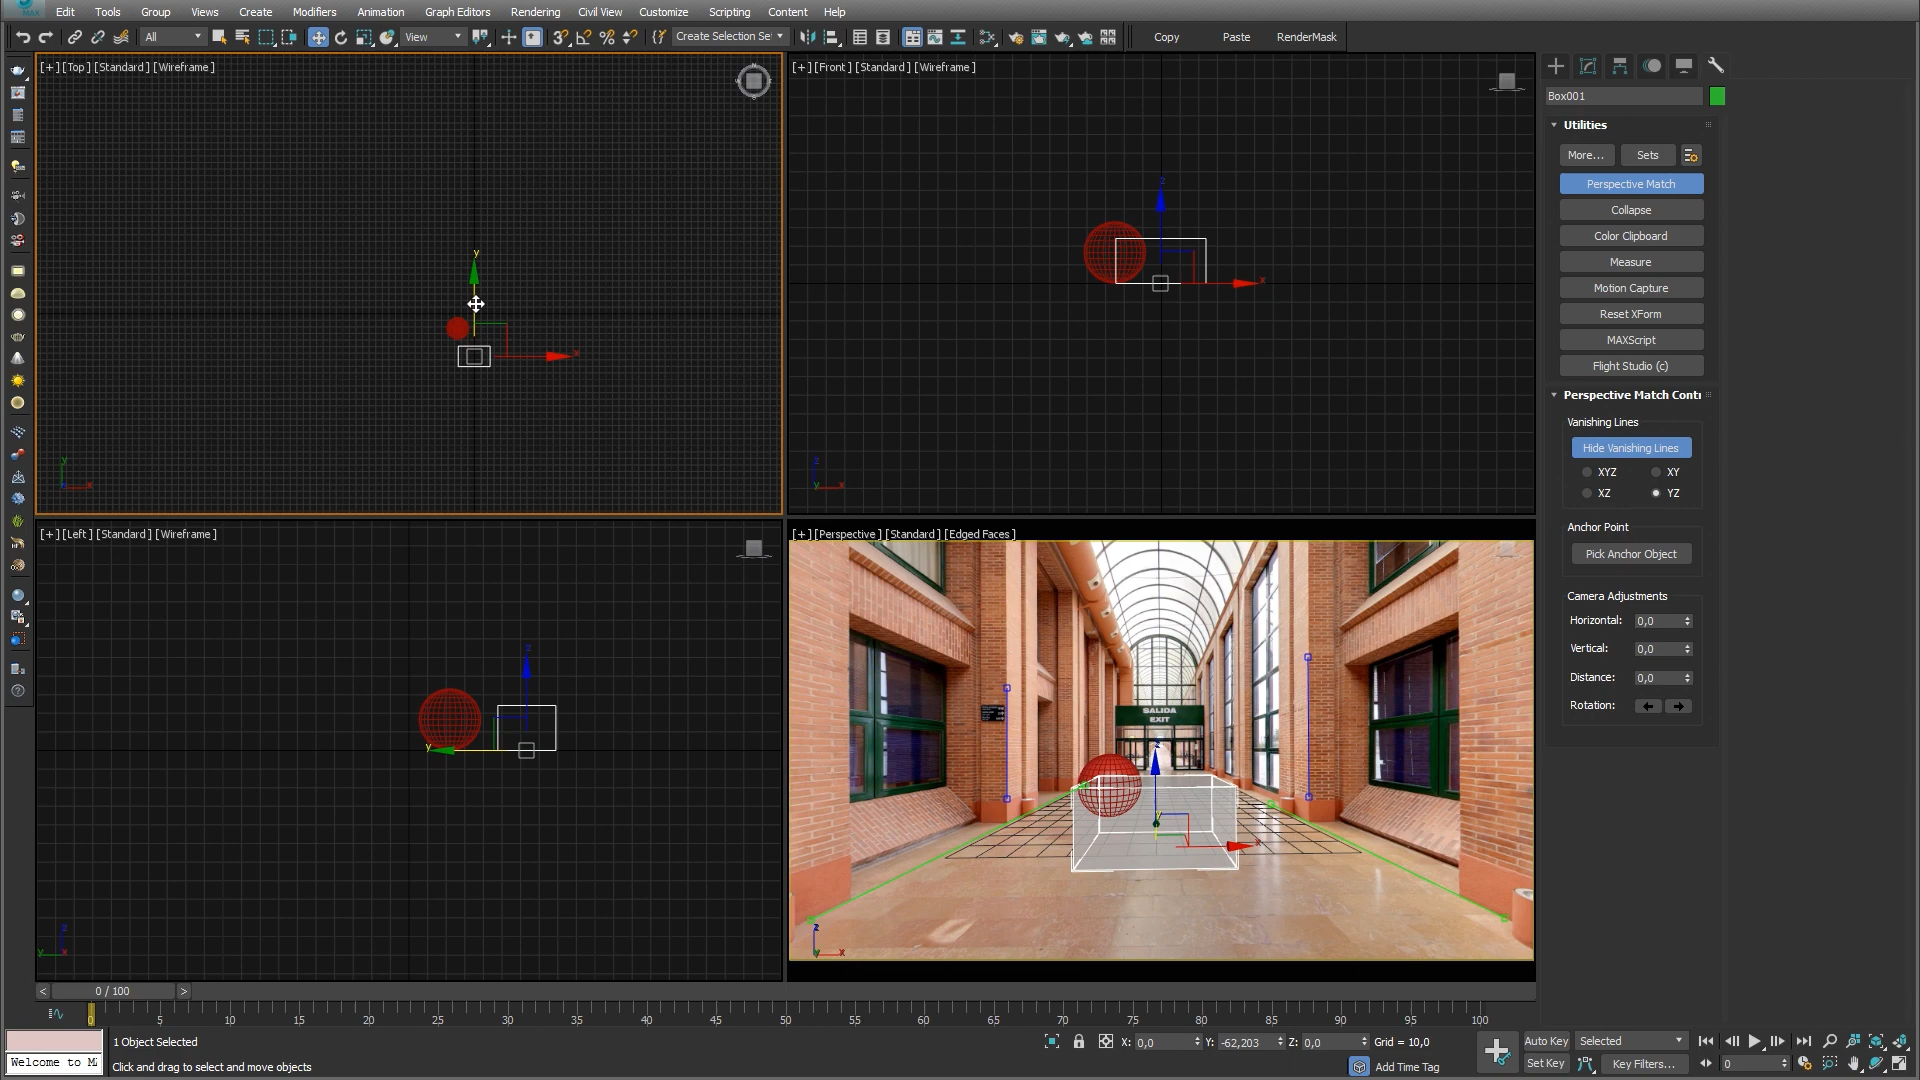 MAX Edit Tools Group Views Create Modifiers Animation Graph Editors Rendering Civil View Customize Scripting Content Help
All View Create Selection Se Copy Paste RenderMask
[+] [Top] [Standard] [Wireframe]
[+] [Front] [Standard] [Wireframe]
[+] [Left] [Standard] [Wireframe]
[+] [Perspective] [Standard] [Edged Faces]
SALIDA
EXIT
Box001
Utilities
More... Sets
Perspective Match
Collapse
Color Clipboard
Measure
Motion Capture
Reset XForm
MAXScript
Flight Studio (c)
Perspective Match Contr
Vanishing Lines
Hide Vanishing Lines
XYZ XY
XZ YZ
Anchor Point
Pick Anchor Object
Camera Adjustments
Horizontal: 0,0
Vertical: 0,0
Distance: 0,0
Rotation:
< 0 / 100 >
0 5 10 15 20 25 30 35 40 45 50 55 60 65 70 75 80 85 90 95 100
1 Object Selected X: 0,0 Y: -62,203 Z: 0,0 Grid = 10,0 Auto Key Selected
Welcome to M Click and drag to select and move objects Add Time Tag Set Key Key Filters... 0